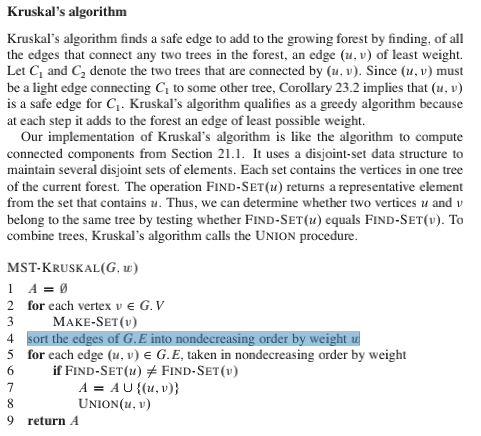 Kruskal's algorithm
Kruskal's algorithm finds a safe edge to add to the growing forest by finding, of all
the edges that connect any two trees in the forest, an edge (u, v) of least weight.
Let C₁ and C₂ denote the two trees that are connected by (u, v). Since (u, v) must
be a light edge connecting C₁ to some other tree, Corollary 23.2 implies that (u, v)
is a safe edge for C₁. Kruskal's algorithm qualifies as a greedy algorithm because
at each step it adds to the forest an edge of least possible weight.
Our implementation of Kruskal's algorithm is like the algorithm to compute
connected components from Section 21.1. It uses a disjoint-set data structure to
maintain several disjoint sets of elements. Each set contains the vertices in one tree
of the current forest. The operation FIND-SET(u) returns a representative element
from the set that contains u. Thus, we can determine whether two vertices u and v
belong to the same tree by testing whether FIND-SET(u) equals FIND-SET(v). To
combine trees, Kruskal's algorithm calls the UNION procedure.
MST-KRUSKAL(G, w)
1 A = ∅
2 for each vertex v ∈ G.V
3 MAKE-SET(v)
4 sort the edges of G.E into nondecreasing order by weight w
5 for each edge (u, v) ∈ G.E, taken in nondecreasing order by weight
6 if FIND-SET(u) ≠ FIND-SET(v)
7 A = A ∪ {(u, v)}
8 UNION(u, v)
9 return A